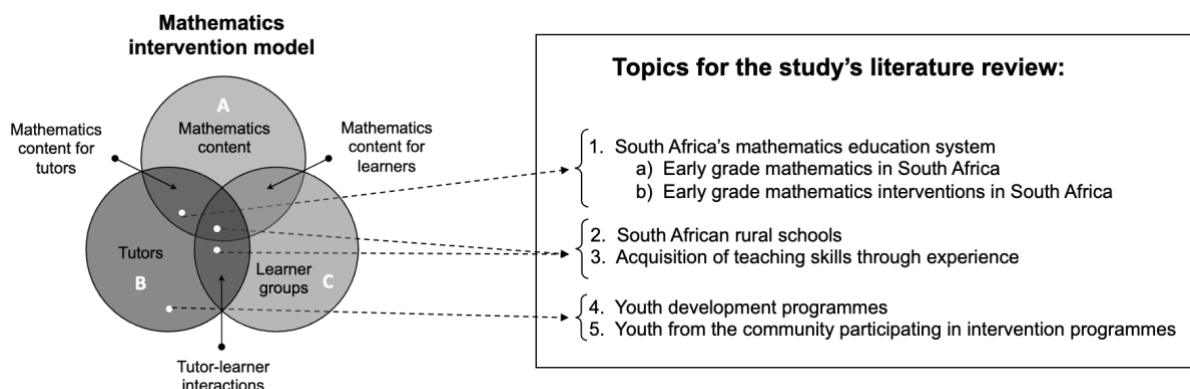 Mathematics
intervention model
A
Mathematics
content
Mathematics
content for
tutors
Mathematics
content for
learners
Tutors
B
Learner
groups
C
Tutor-learner
interactions
Topics for the study's literature review:
1. South Africa's mathematics education system
a) Early grade mathematics in South Africa
b) Early grade mathematics interventions in South Africa
2. South African rural schools
3. Acquisition of teaching skills through experience
4. Youth development programmes
5. Youth from the community participating in intervention programmes